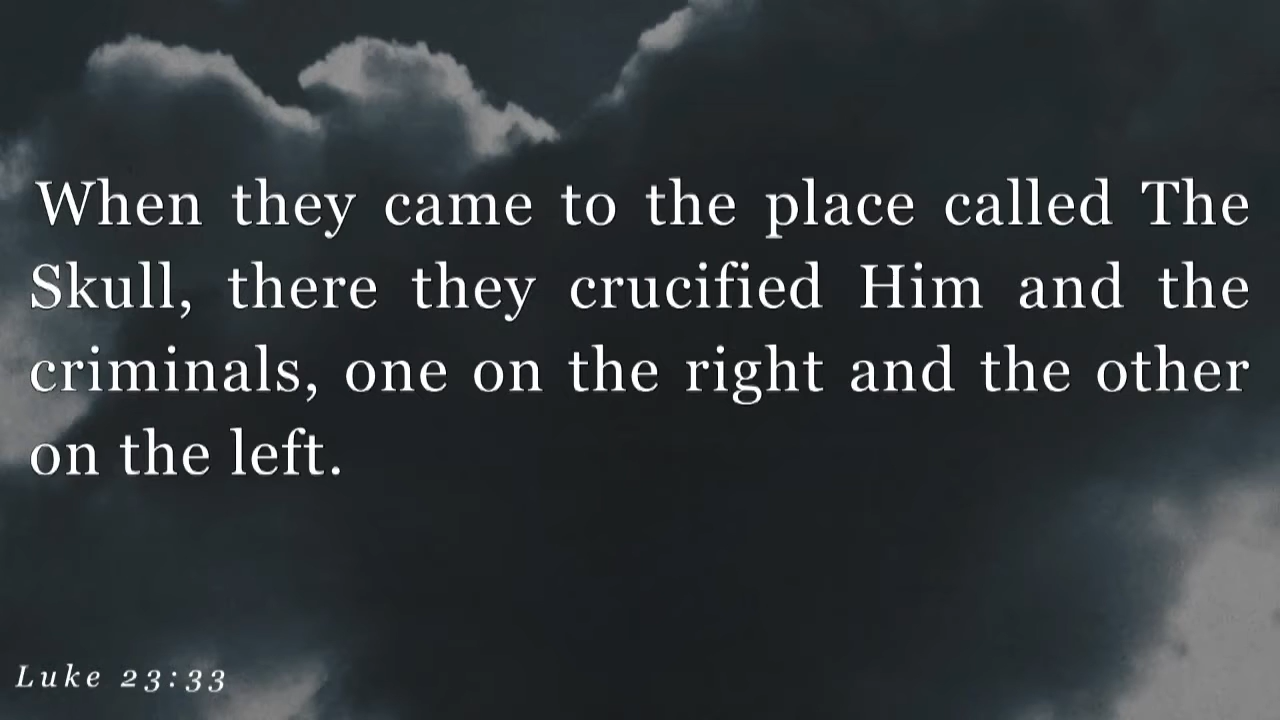 When they came to the place called The
Skull, there they crucified Him and the
criminals, one on the right and the other
on the left.
Luke 23:33